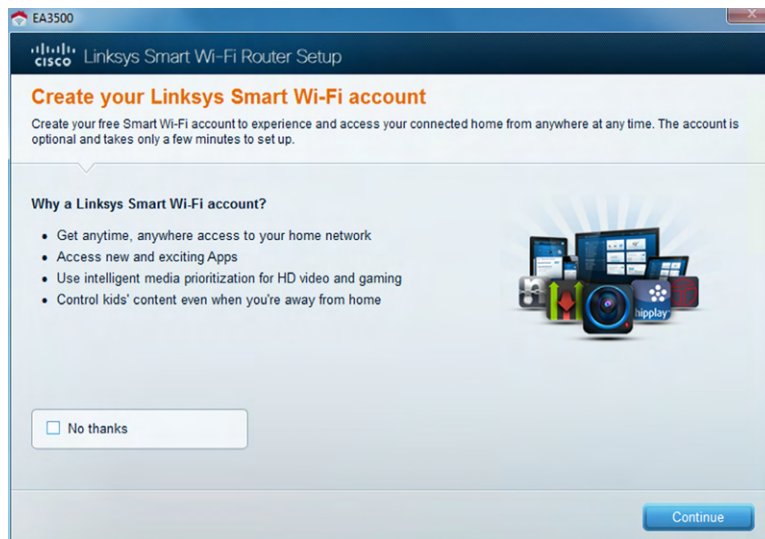 EA3500
CISCO Linksys Smart Wi-Fi Router Setup
Create your Linksys Smart Wi-Fi account
Create your free Smart Wi-Fi account to experience and access your connected home from anywhere at any time. The account is
optional and takes only a few minutes to set up.
Why a Linksys Smart Wi-Fi account?
• Get anytime, anywhere access to your home network
• Access new and exciting Apps
• Use intelligent media prioritization for HD video and gaming
• Control kids' content even when you're away from home
hipplay
No thanks
Continue